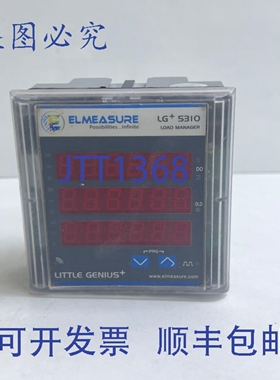 盗图必究
ELMEASURE
Possibilities... Infinite
LG+ 5310
LOAD MANAGER
JTT1368
PRG
LITTLE GENIUS+
www.elmeasure.com
可开发票 顺丰包邮